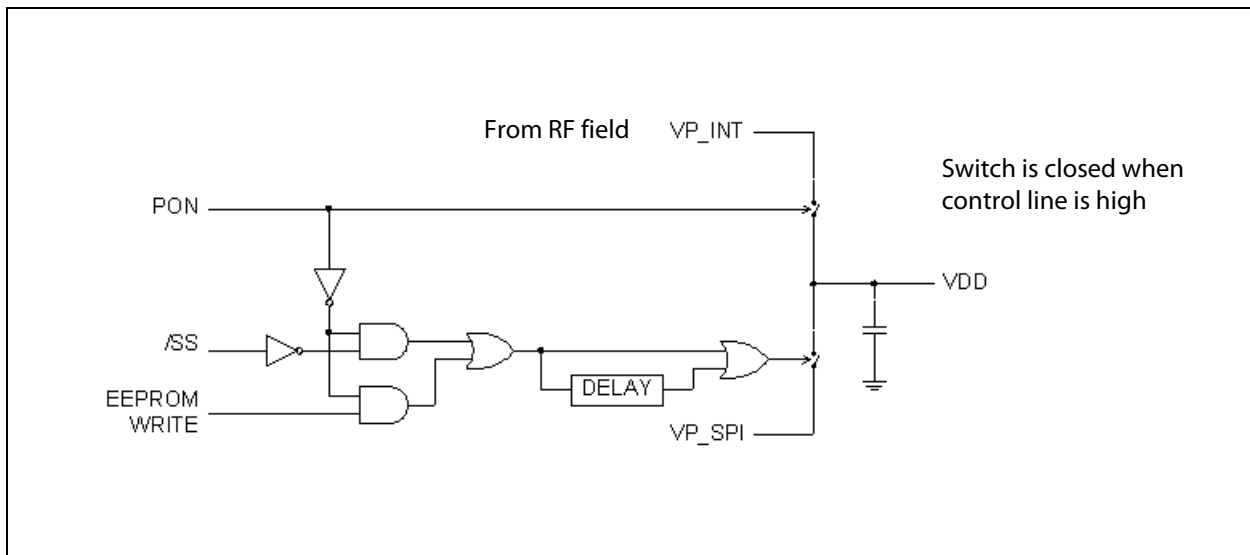 From RF field
VP_INT
Switch is closed when
control line is high
PON
VDD
/SS
DELAY
EEPROM
WRITE
VP_SPI